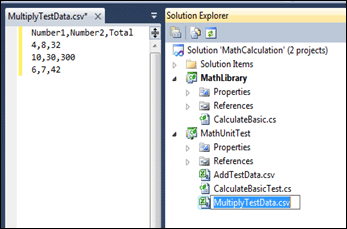 MultiplyTestData.csv*
Number1,Number2,Total
4,8,32
10,30,300
6,7,42
Solution Explorer
Solution 'MathCalculation' (2 projects)
Solution Items
MathLibrary
Properties
References
CalculateBasic.cs
MathUnitTest
Properties
References
AddTestData.csv
CalculateBasicTest.cs
MultiplyTestData.csv